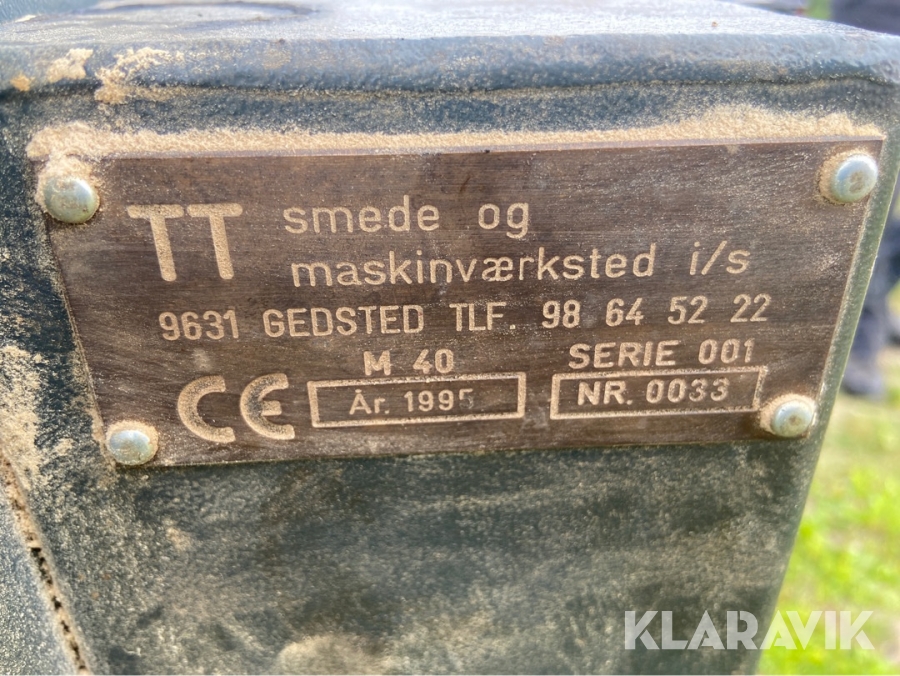 TT smede og
maskinværksted i/s
9631 GEDSTED TLF. 98 64 52 22
M 40 SERIE 001
CE År. 1995 NR. 0033
KLARAVIK